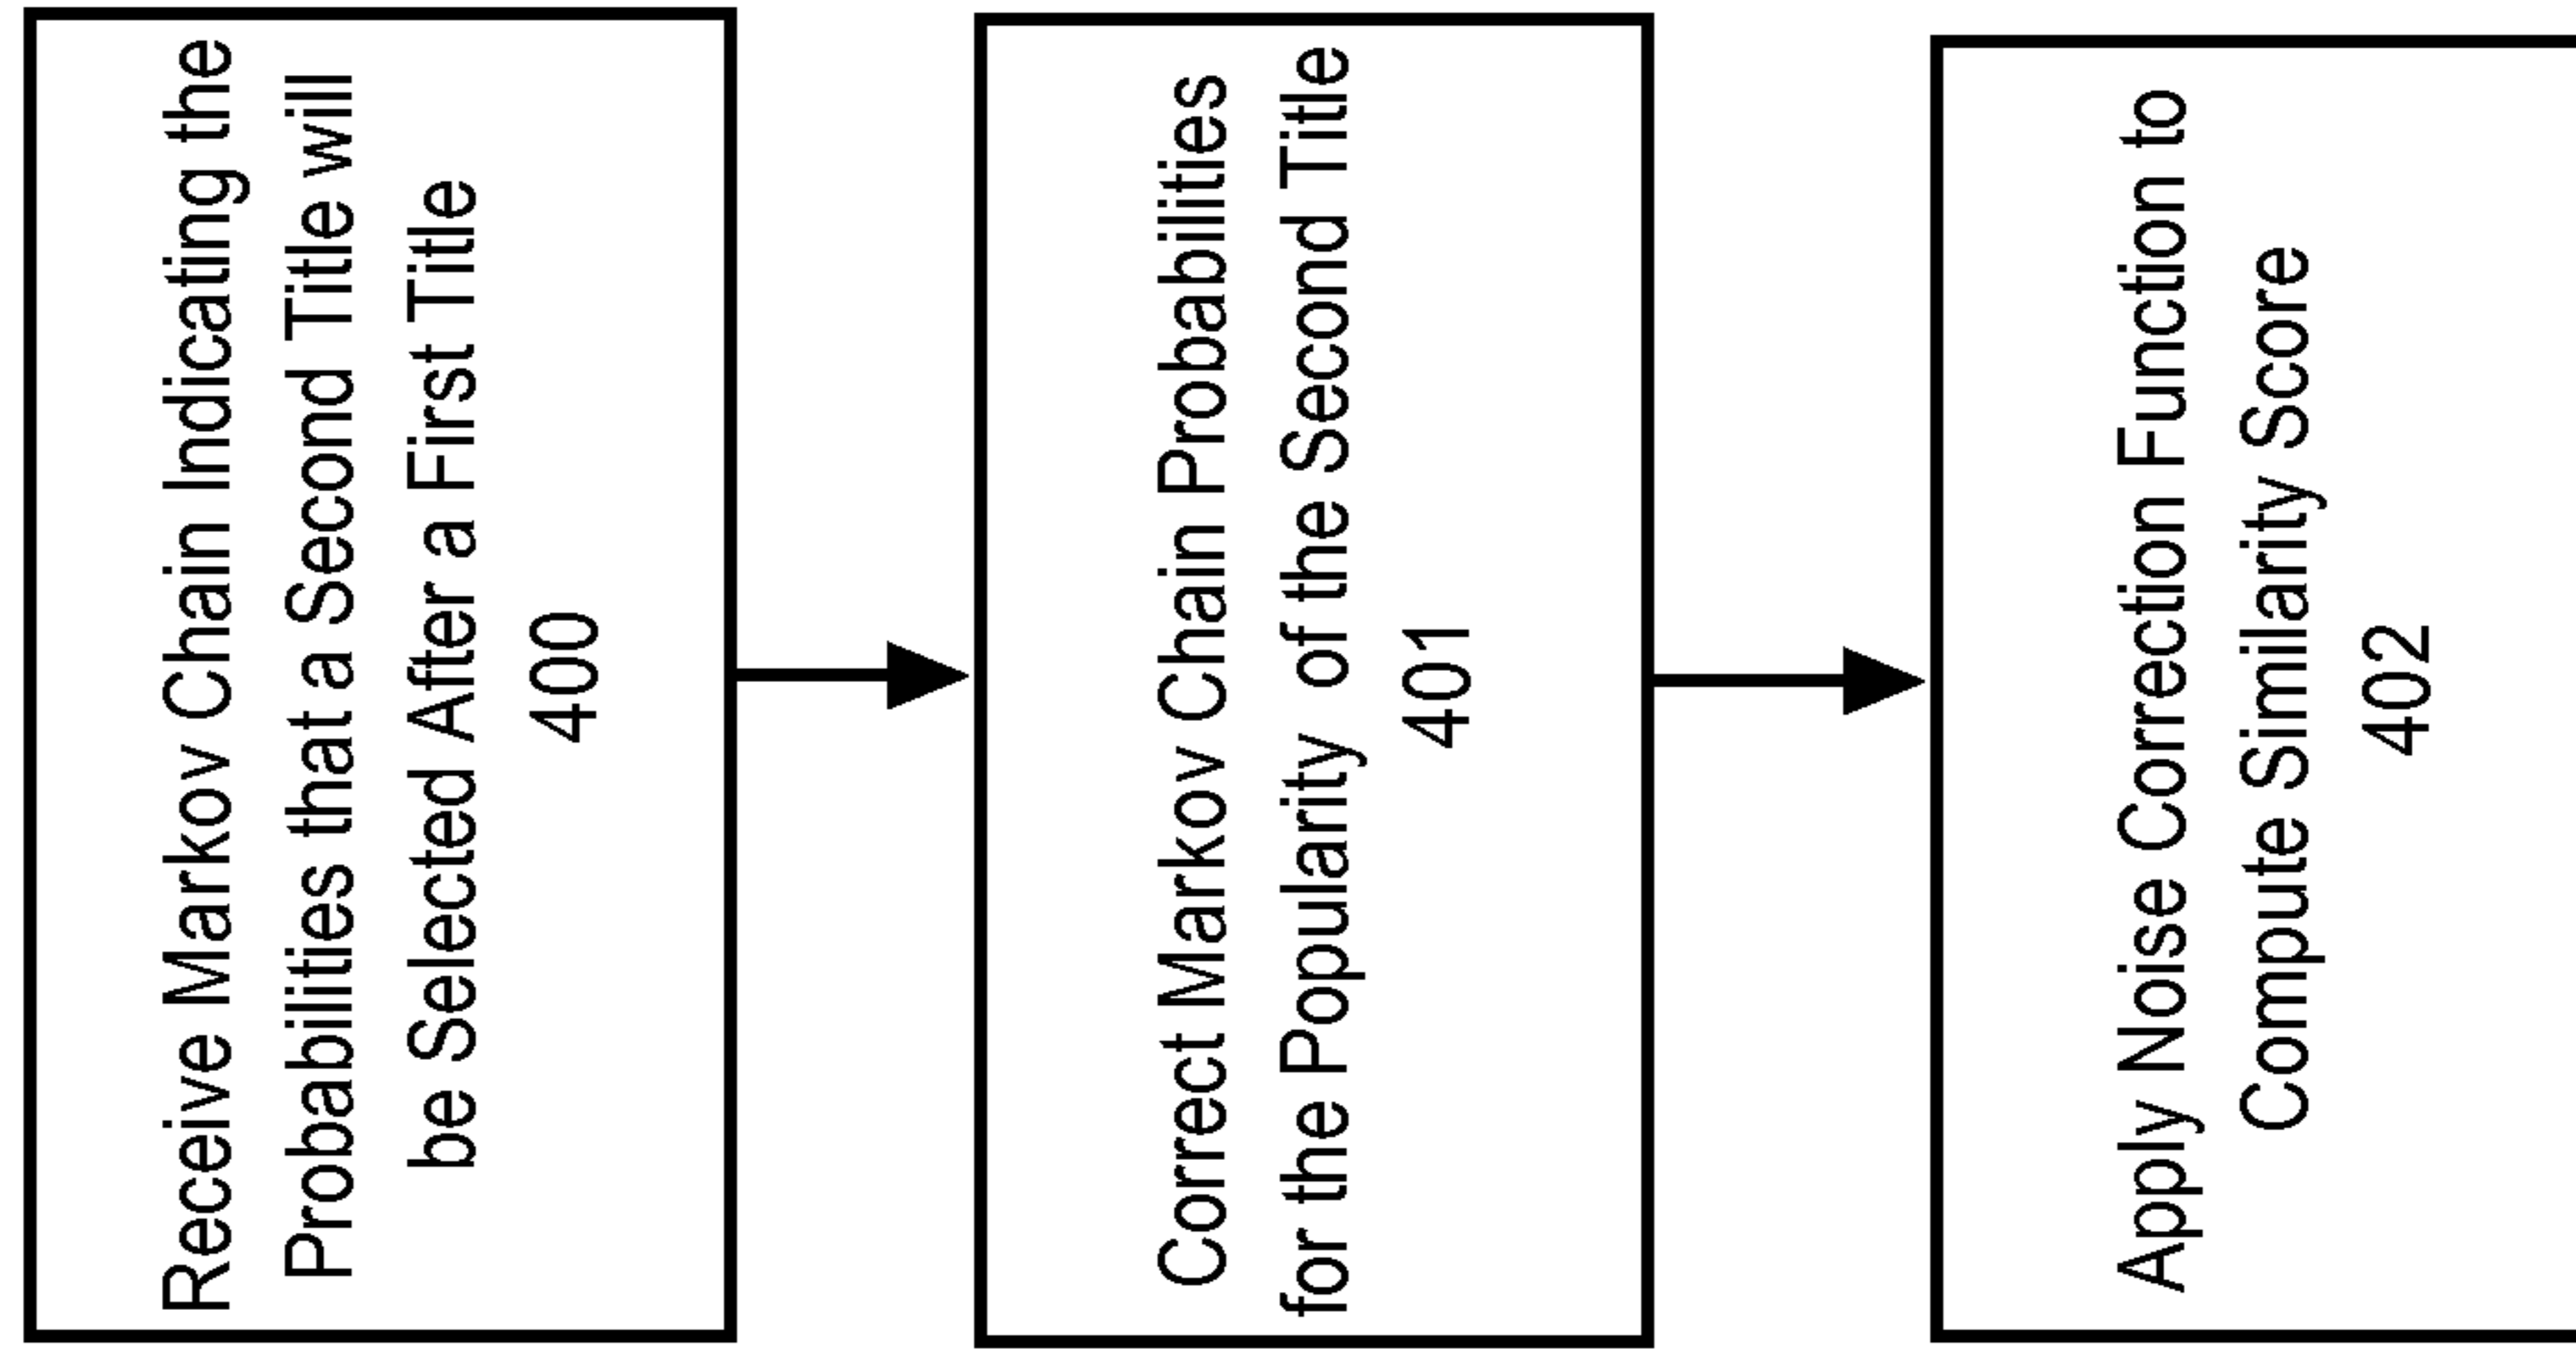 Receive Markov Chain Indicating the
Probabilities that a Second Title will
be Selected After a First Title
400
Correct Markov Chain Probabilities
for the Popularity of the Second Title
401
Apply Noise Correction Function to
Compute Similarity Score
402